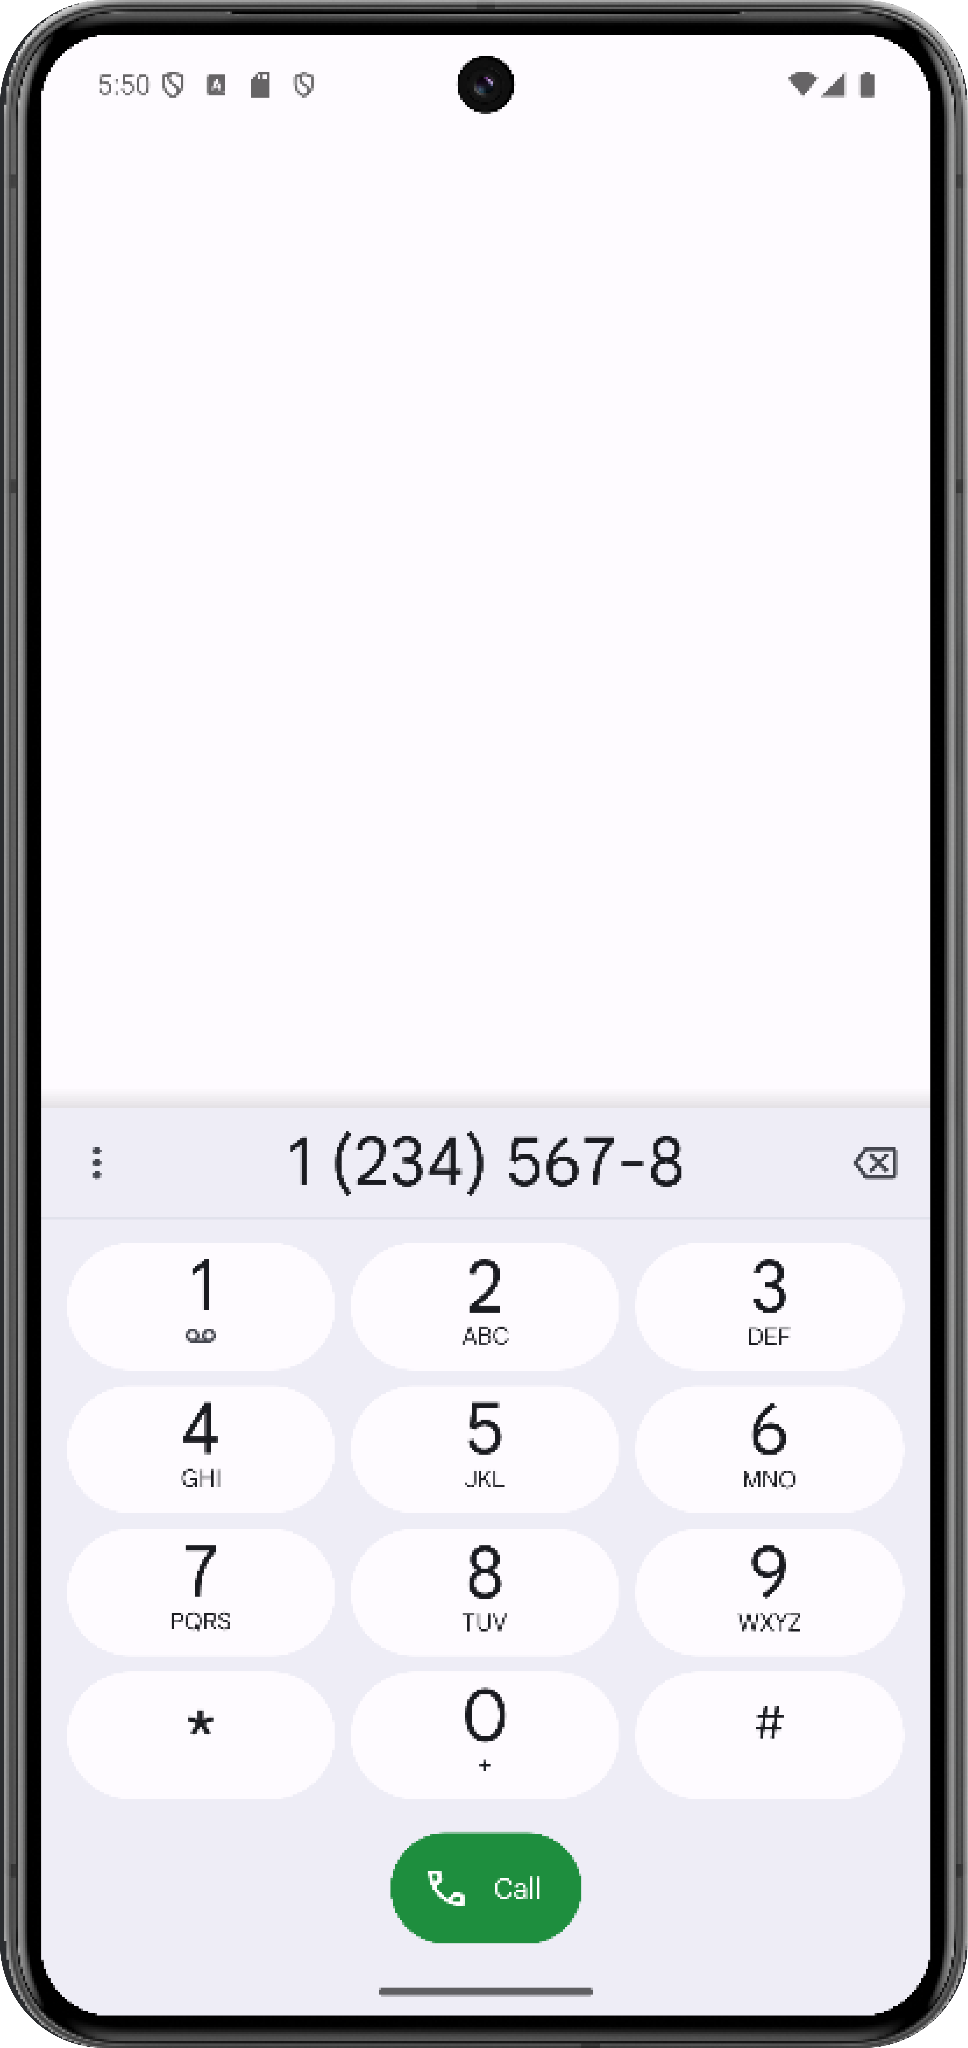 5:50 A
1 (234) 567-8
1 2 3
ABC DEF
4 5 6
GHI JKL MNO
7 8 9
PQRS TUV WXYZ
* 0 #
+
Call